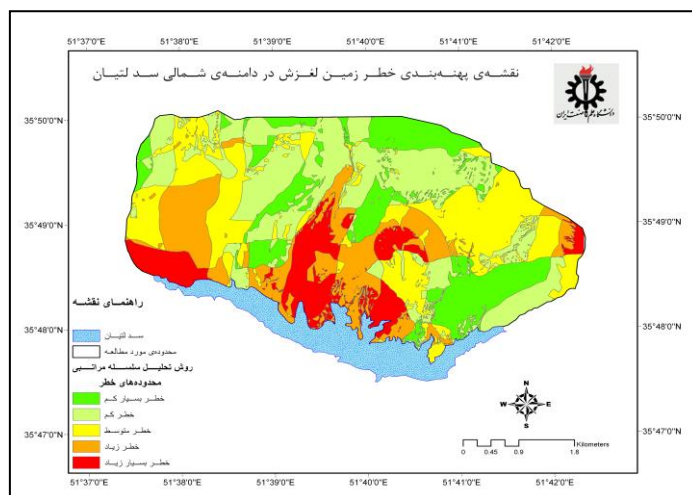 51°37'0"E 51°38'0"E 51°39'0"E 51°40'0"E 51°41'0"E 51°42'0"E
نقشه‌ی پهنه‌بندی خطر زمین لغزش در دامنه‌ی شمالی سد لتیان
دانشگاه علم و صنعت ایران
35°50'0"N 35°50'0"N
35°49'0"N 35°49'0"N
راهنمای نقشه
35°48'0"N 35°48'0"N
سد لتیان
محدوده‌ی مورد مطالعه
روش تحلیل سلسله مراتبی
محدوده‌های خطر
خطر بسیار کم
خطر کم
خطر متوسط
خطر زیاد
خطر بسیار زیاد
N
W E
S
35°47'0"N 35°47'0"N
Kilometers
0 0.45 0.9 1.8
51°37'0"E 51°38'0"E 51°39'0"E 51°40'0"E 51°41'0"E 51°42'0"E